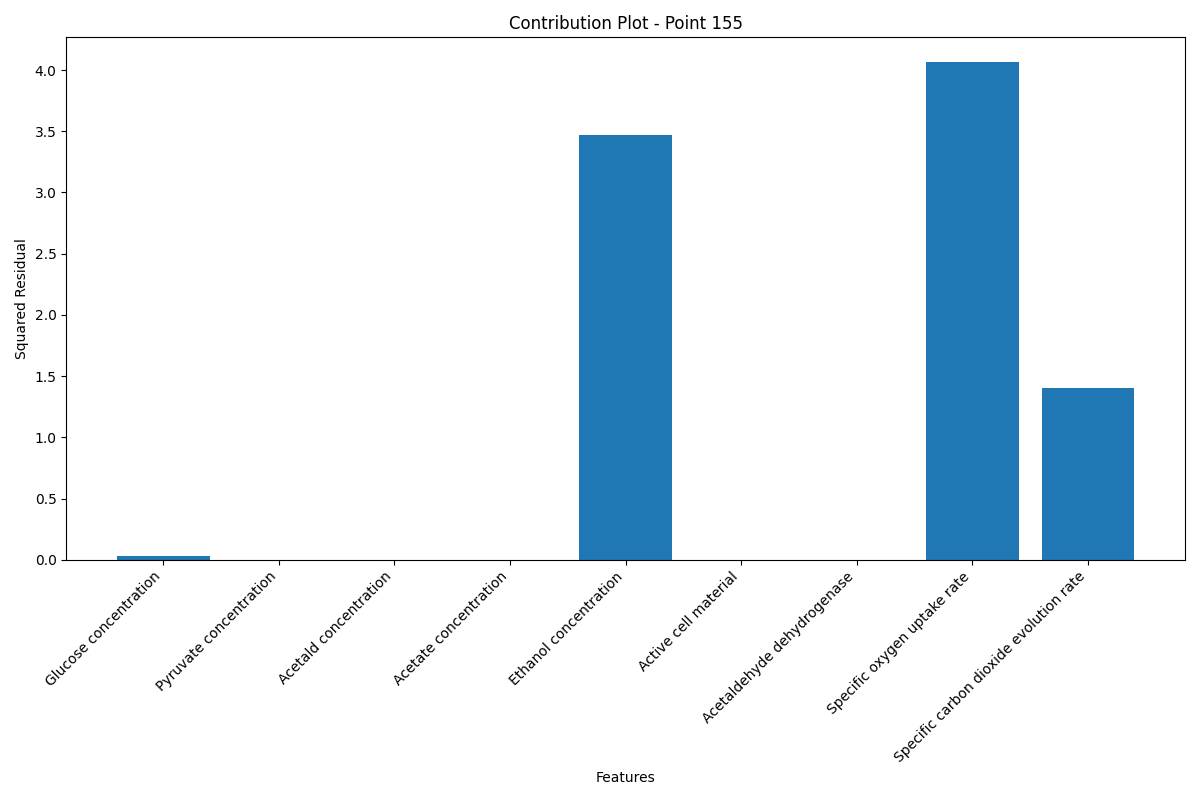 Contribution Plot - Point 155
Squared Residual
4.0
3.5
3.0
2.5
2.0
1.5
1.0
0.5
0.0
Glucose concentration
Pyruvate concentration
Acetald concentration
Acetate concentration
Ethanol concentration
Active cell material
Acetaldehyde dehydrogenase
Specific oxygen uptake rate
Specific carbon dioxide evolution rate
Features